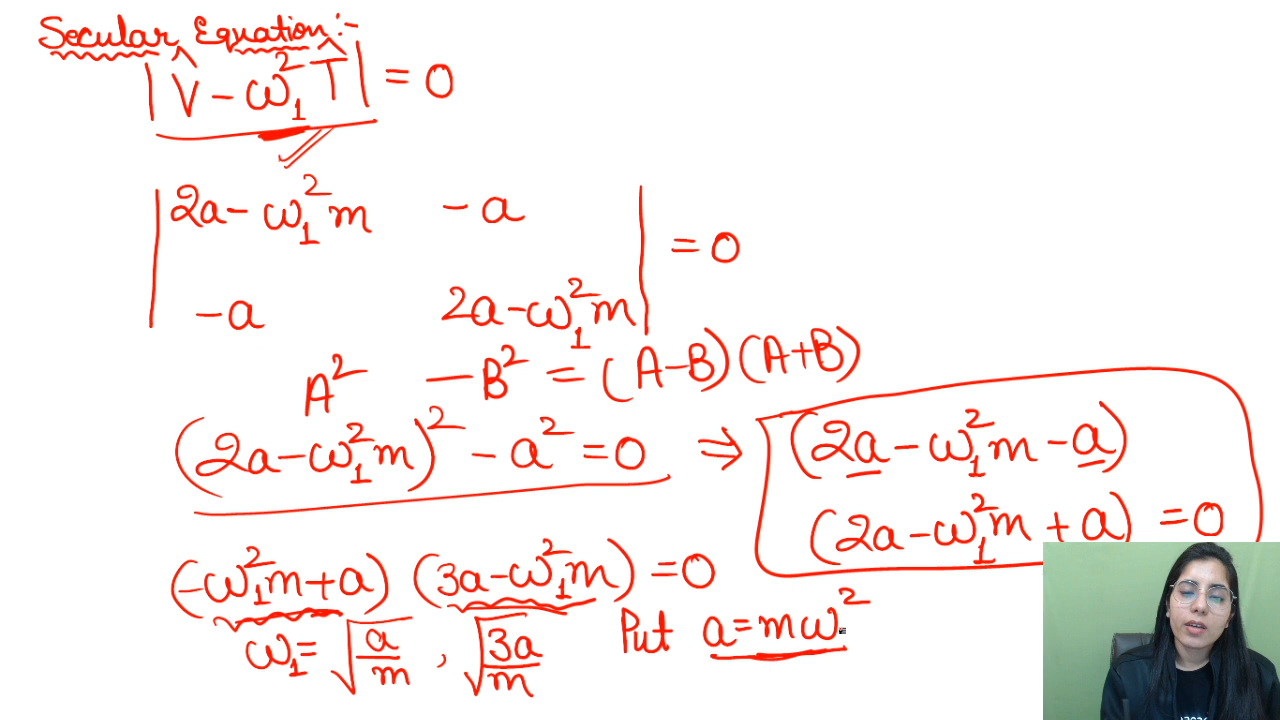 Secular Equation:-
|V̂ - ω₁² T̂| = 0
| 2a - ω₁²m   - a |
| - a   2a - ω₁²m | = 0
A² - B² = (A - B) (A + B)
(2a - ω₁²m)² - a² = 0 ⇒ (2a - ω₁²m - a)
(2a - ω₁²m + a) = 0
(-ω₁²m + a) (3a - ω₁²m) = 0
ω₁ = √(a/m) , √(3a/m)   Put a = mω²